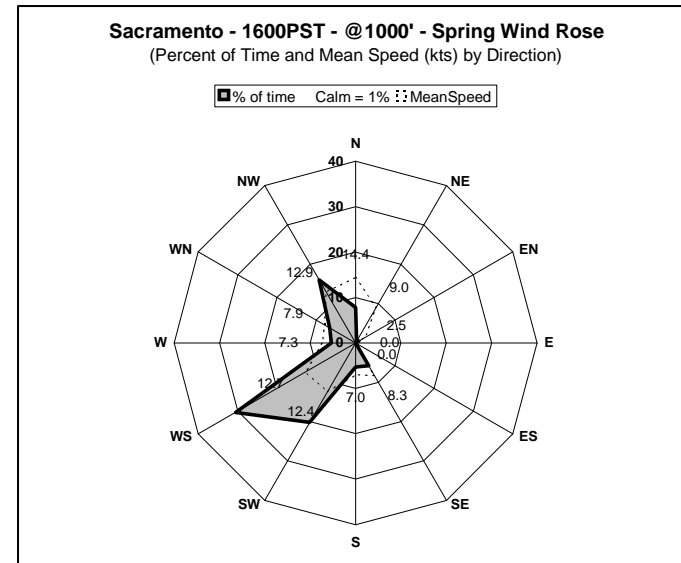 Sacramento - 1600PST - @1000' - Spring Wind Rose
(Percent of Time and Mean Speed (kts) by Direction)
% of time Calm = 1% MeanSpeed
N
40
NW
NE
30
WN
EN
20
14.4
12.9
9.0
10
7.9
2.5
W
7.3
0
0.0
E
0.0
12.7
8.3
7.0
12.4
WS
ES
SW
SE
S